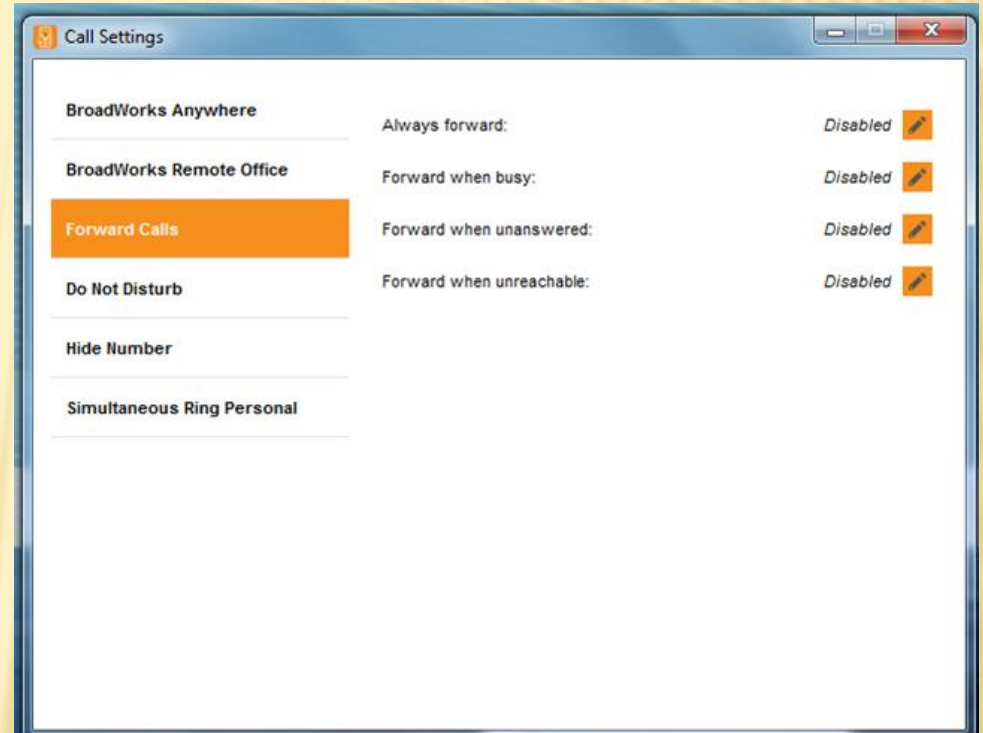 Call Settings
BroadWorks Anywhere
BroadWorks Remote Office
Forward Calls
Do Not Disturb
Hide Number
Simultaneous Ring Personal
Always forward: Disabled
Forward when busy: Disabled
Forward when unanswered: Disabled
Forward when unreachable: Disabled